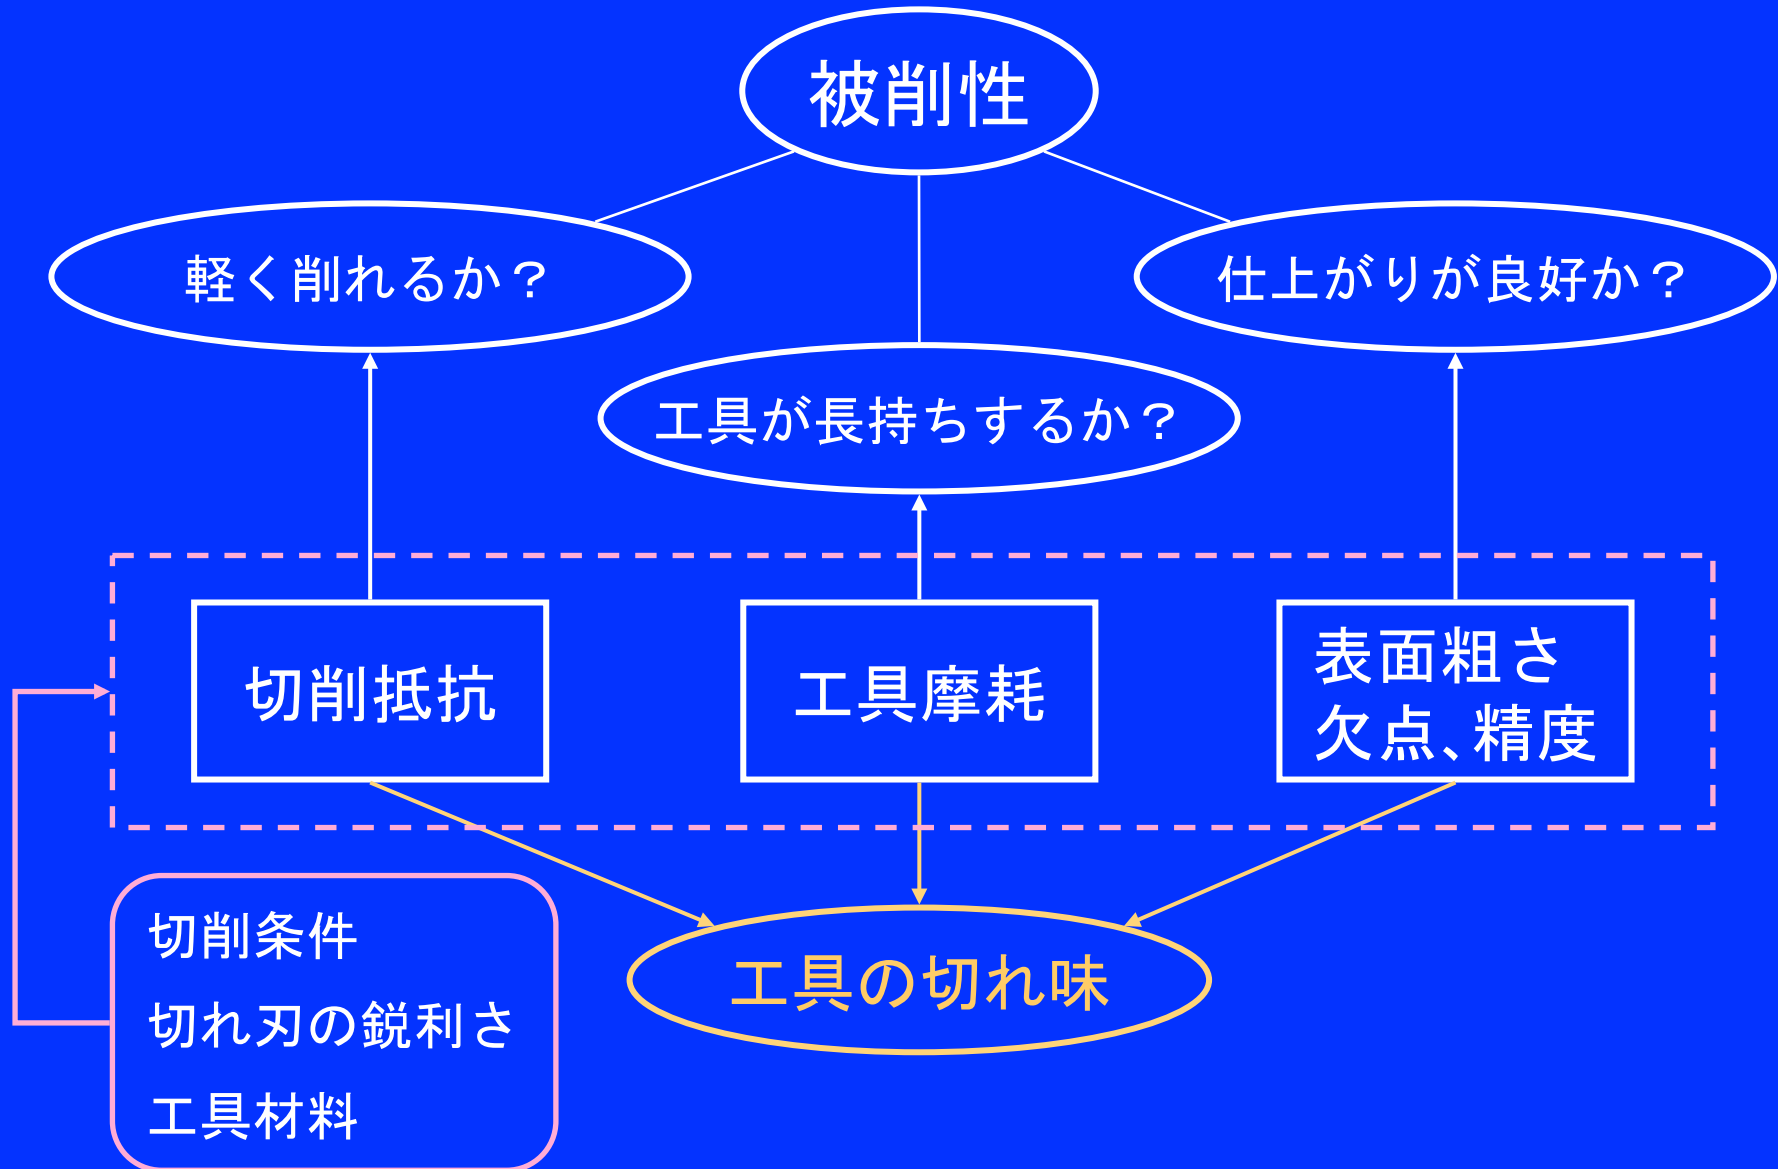 被削性
軽く削れるか？
仕上がりが良好か？
工具が長持ちするか？
切削抵抗
工具摩耗
表面粗さ
欠点、精度
切削条件
切れ刃の鋭利さ
工具材料
工具の切れ味